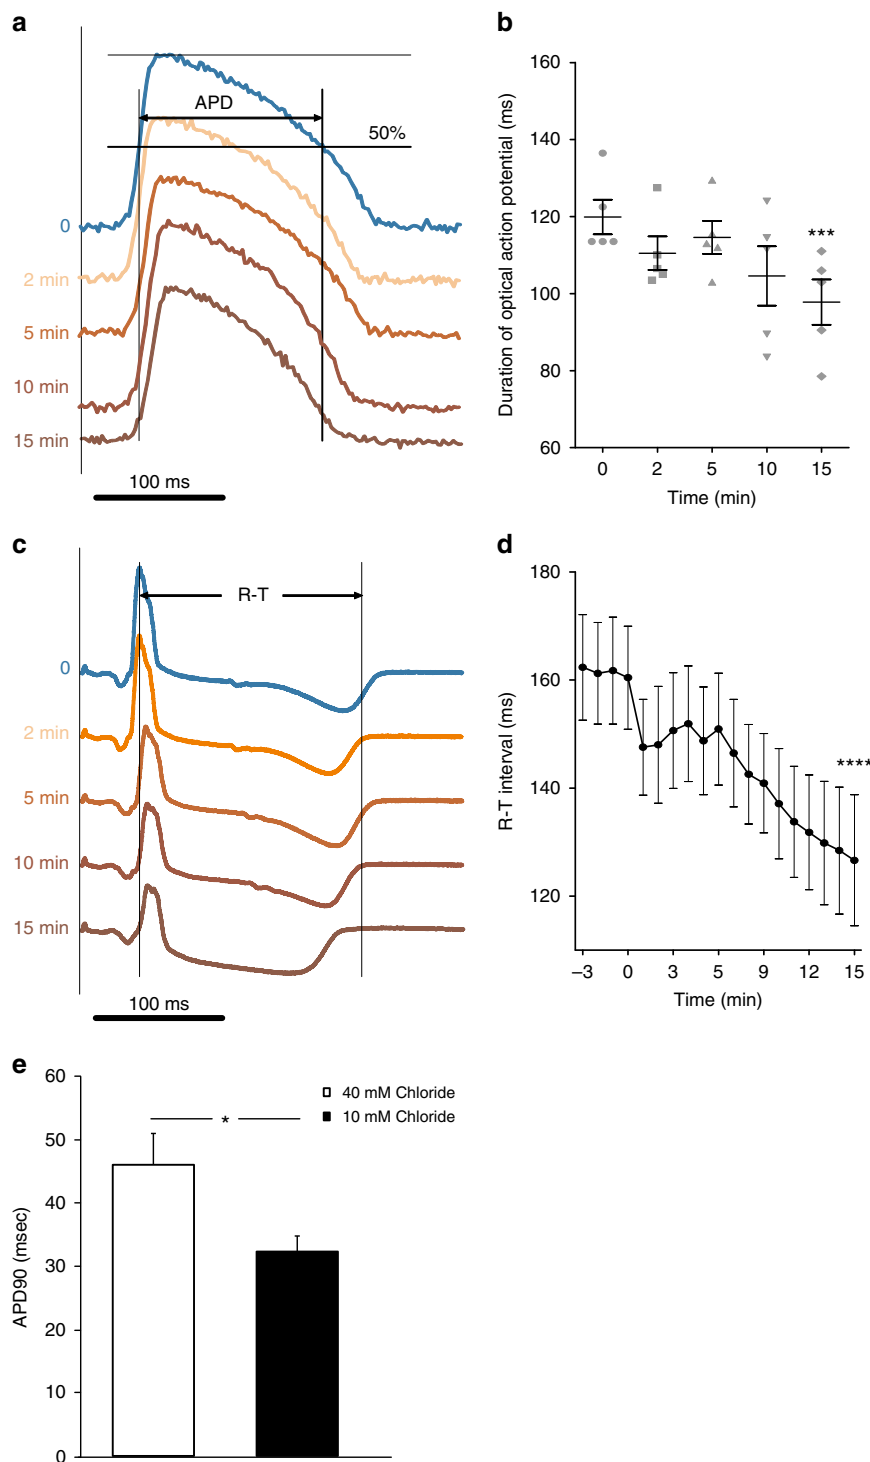 a
APD
50%
0
2 min
5 min
10 min
15 min
100 ms
b
Duration of optical action potential (ms)
160
140
120
100
80
60
***
0 2 5 10 15
Time (min)
c
R-T
0
2 min
5 min
10 min
15 min
100 ms
d
R-T interval (ms)
180
160
140
120
****
–3 0 3 5 9 12 15
Time (min)
e
APD90 (msec)
60
50
40
30
20
10
0
*
40 mM Chloride
10 mM Chloride